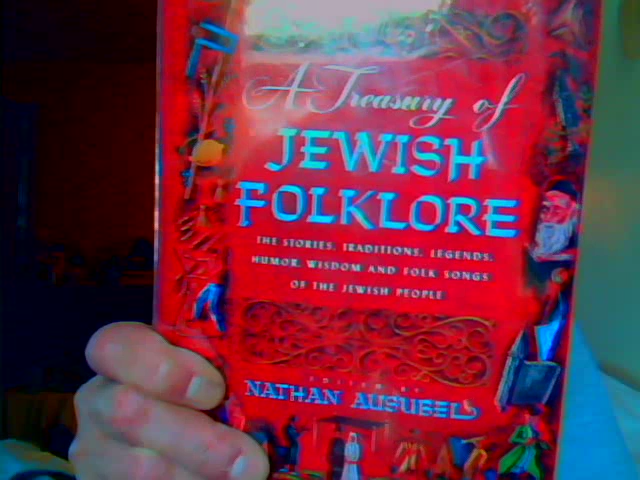 A Treasury of
JEWISH
FOLKLORE
THE STORIES, TRADITIONS, LEGENDS,
HUMOR, WISDOM AND FOLK SONGS
OF THE JEWISH PEOPLE
EDITED BY
NATHAN AUSUBEL